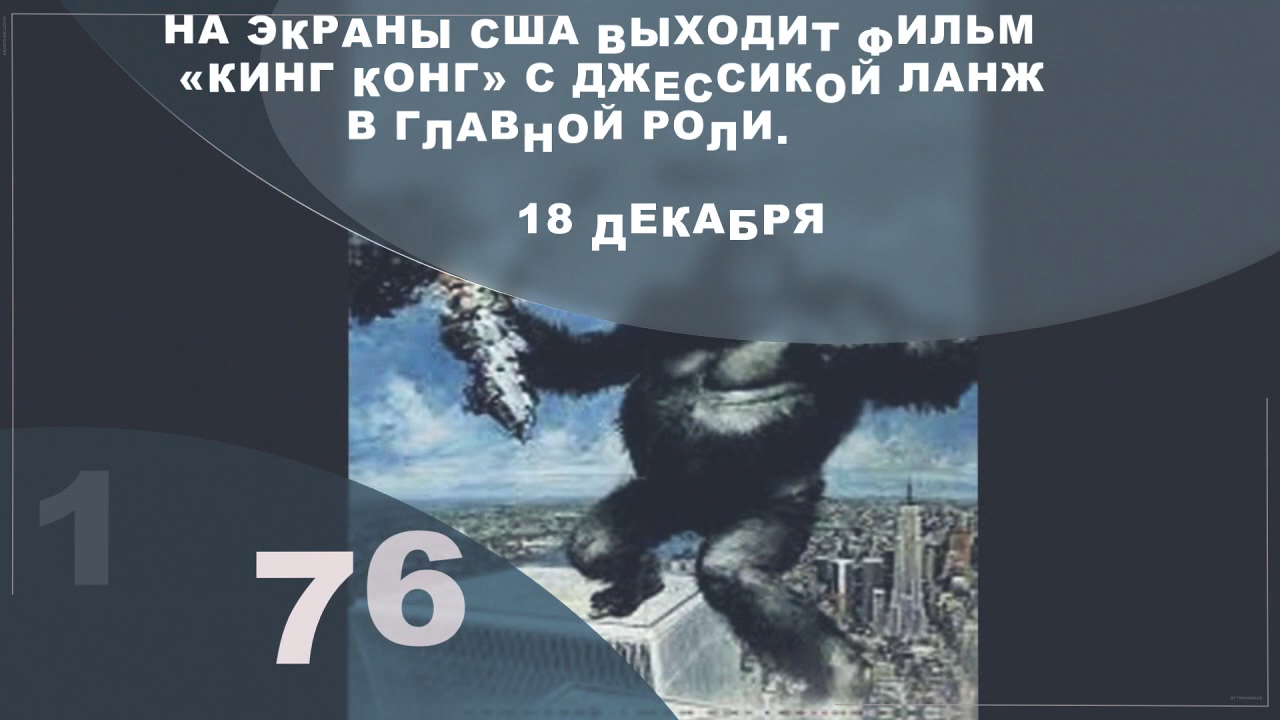 НА ЭКРАНЫ США ВЫХОДИТ ФИЛЬМ
«КИНГ КОНГ» С ДЖЕССИКОЙ ЛАНЖ
В ГЛАВНОЙ РОЛИ.
18 ДЕКАБРЯ
1
76